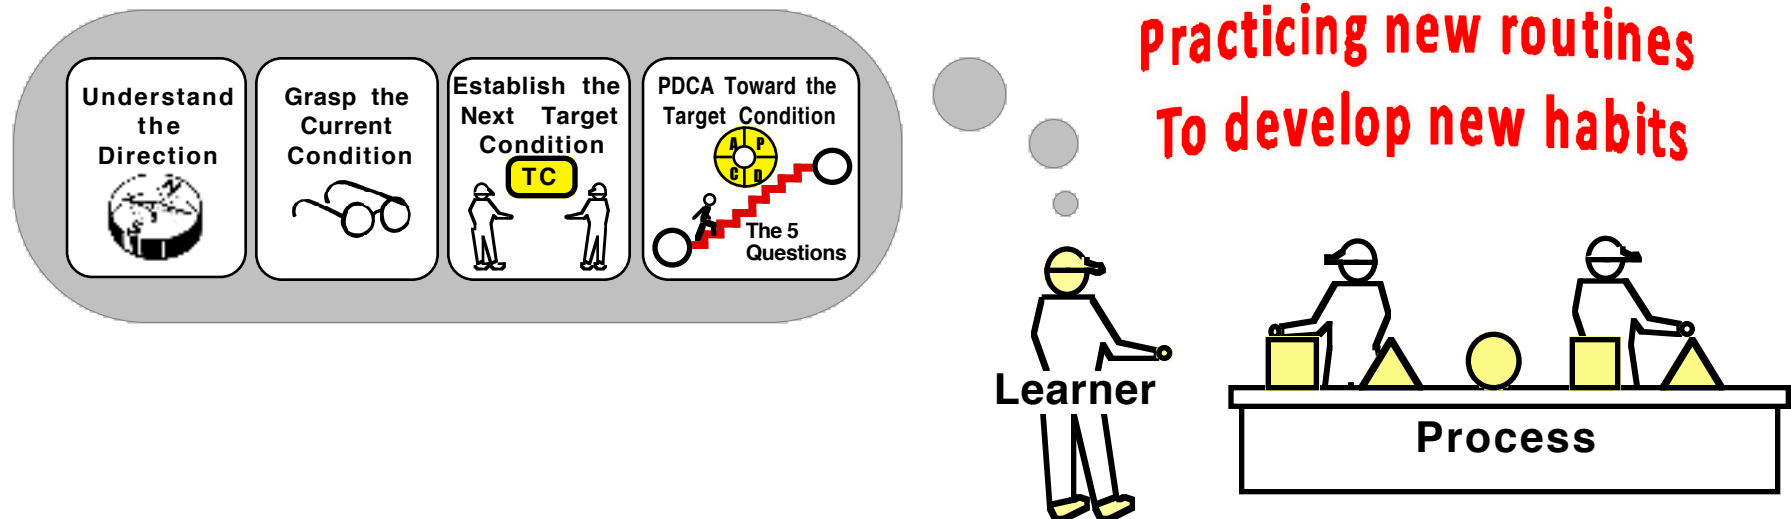 Practicing new routines
To develop new habits
Understand
the
Direction
N
S
Grasp the
Current
Condition
Establish the
Next Target
Condition
TC
PDCA Toward the
Target Condition
A P
C D
The 5
Questions
Learner
Process